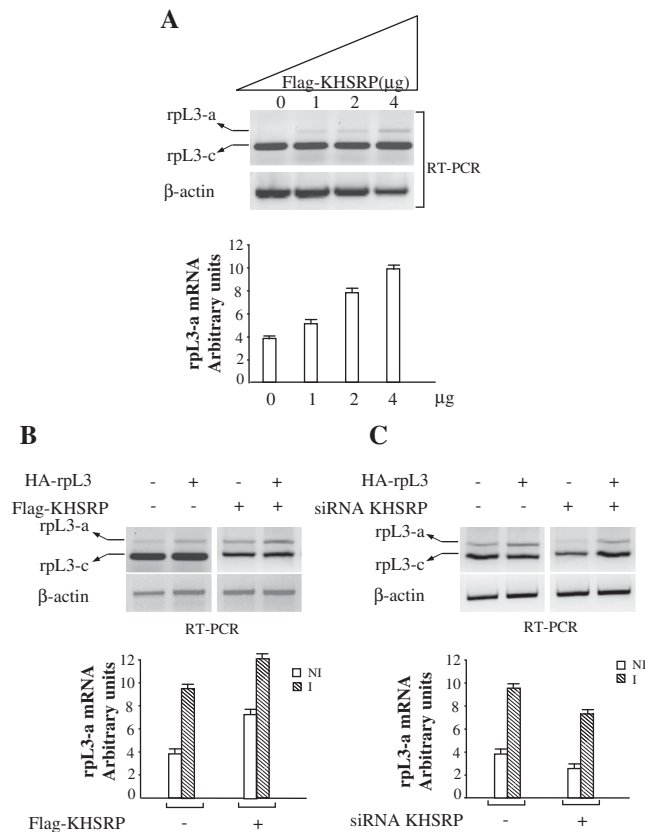 A
Flag-KHSRP(μg)
0 1 2 4
rpL3-a
rpL3-c
β-actin
RT-PCR
rpL3-a mRNA
Arbitrary units
12
10
8
6
4
2
0
0 1 2 4 μg
B
HA-rpL3 - + - +
Flag-KHSRP - - + +
rpL3-a
rpL3-c
β-actin
RT-PCR
rpL3-a mRNA
Arbitrary units
12
10
8
6
4
2
0
NI
I
Flag-KHSRP - +
C
HA-rpL3 - + - +
siRNA KHSRP - - + +
rpL3-a
rpL3-c
β-actin
RT-PCR
rpL3-a mRNA
Arbitrary units
12
10
8
6
4
2
0
NI
I
siRNA KHSRP - +